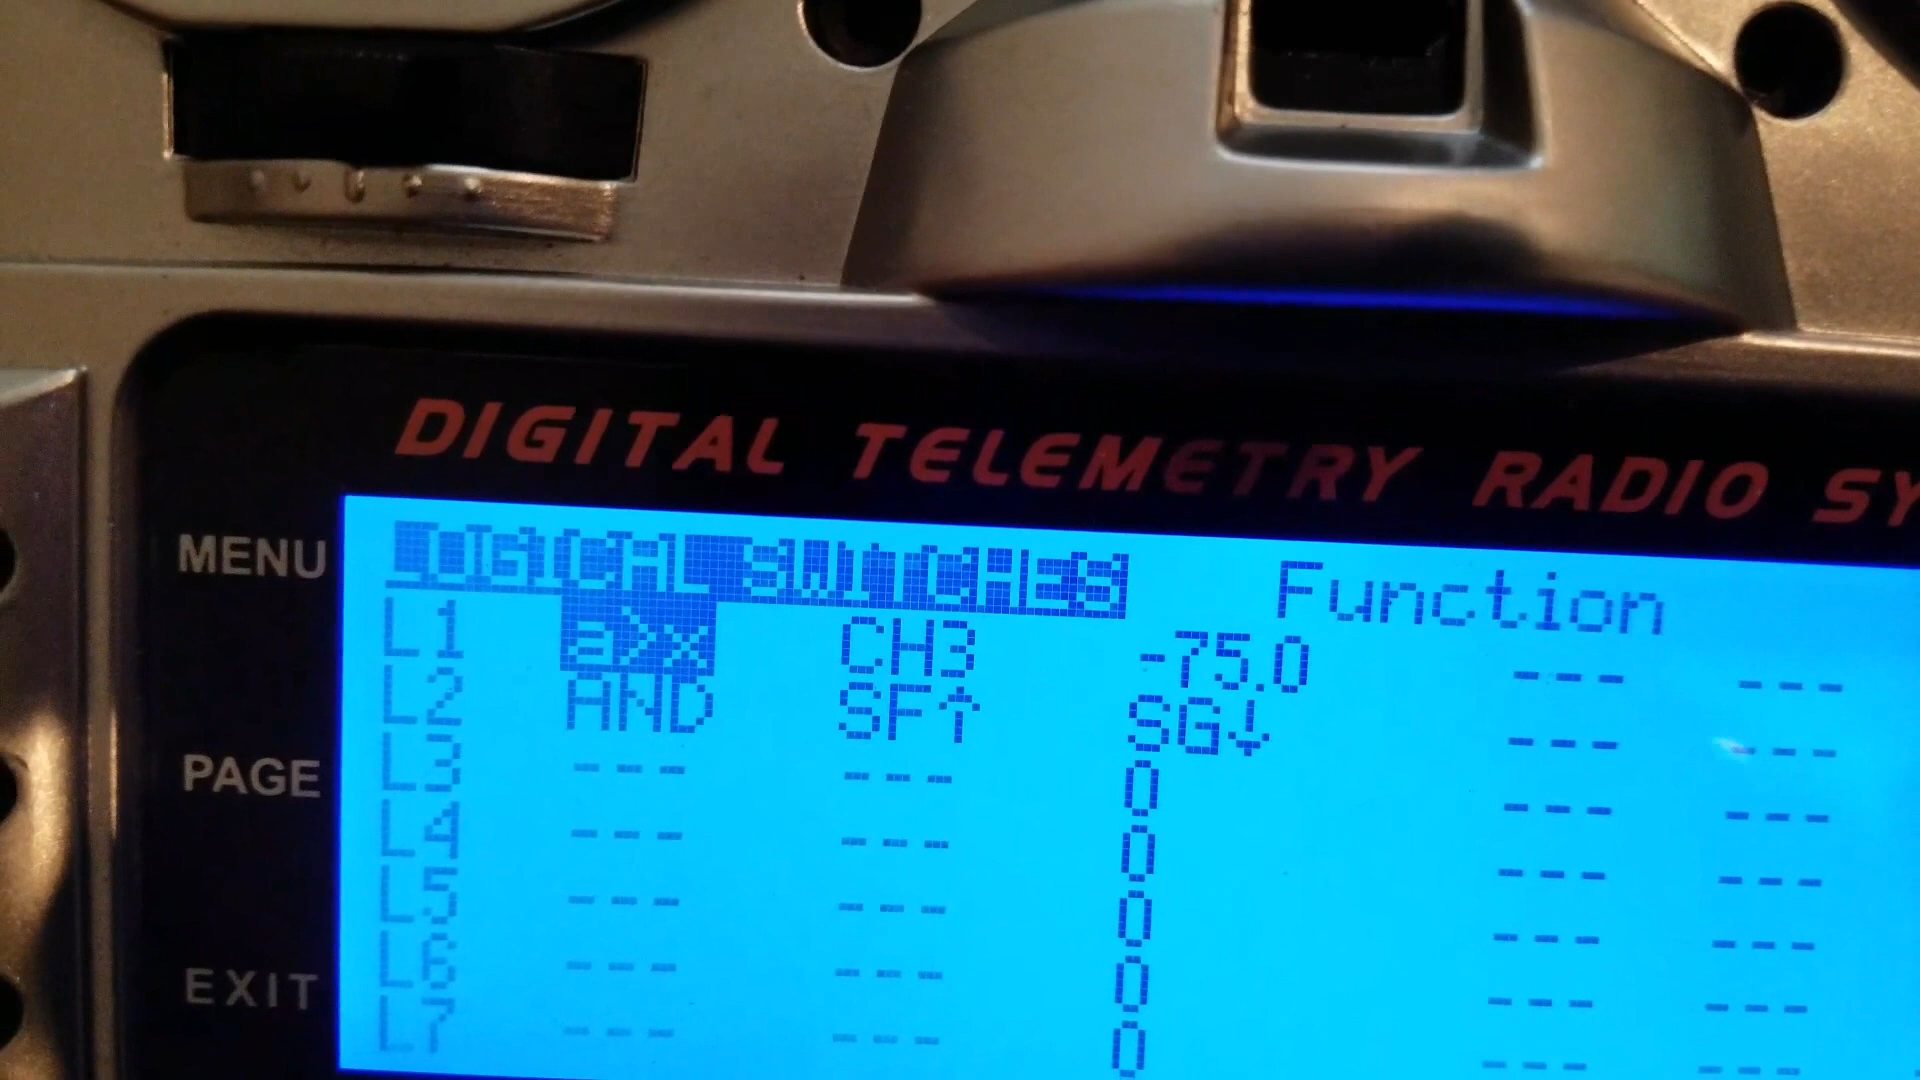 DIGITAL TELEMETRY RADIO SY
MENU
LOGICAL SWITCHES Function
L1 a>x CH3 -75.0 --- ---
L2 AND SF↑ SG↓ --- ---
PAGE
L3 --- --- 0 --- ---
L4 --- --- 0 --- ---
L5 --- --- 0 --- ---
EXIT
L6 --- --- 0 --- ---
L7 --- --- 0 --- ---